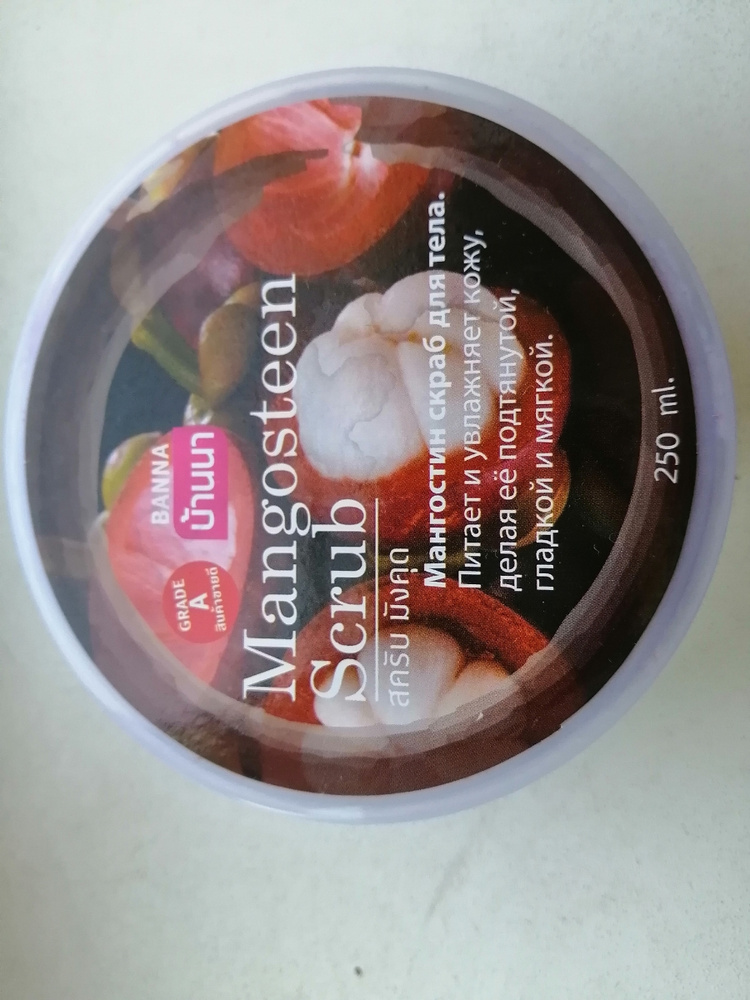 BANNA
บ้านนา
GRADE
A
สินค้าขายดี
Mangosteen
Scrub
สครับ มังคุด
Мангостин скраб для тела.
Питает и увлажняет кожу,
делая её подтянутой,
гладкой и мягкой.
250 ml.